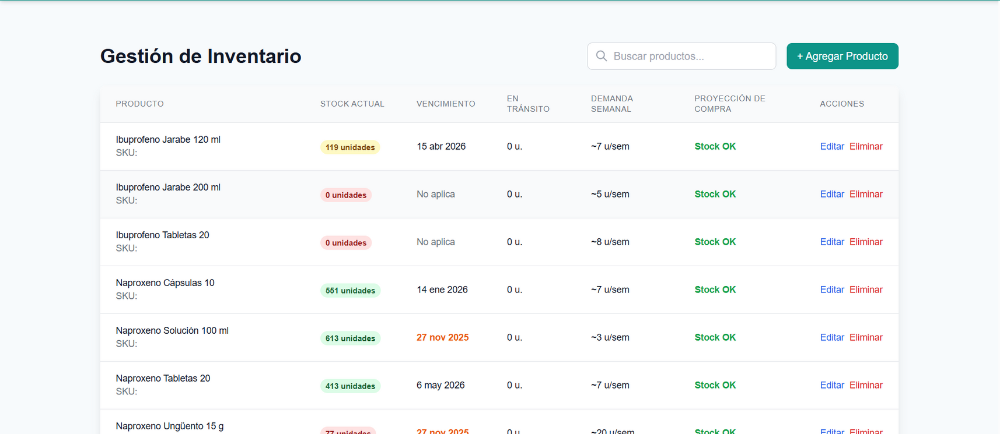 Gestión de Inventario
Buscar productos...
+ Agregar Producto
PRODUCTO
STOCK ACTUAL
VENCIMIENTO
EN
TRÁNSITO
DEMANDA
SEMANAL
PROYECCIÓN DE
COMPRA
ACCIONES
Ibuprofeno Jarabe 120 ml
SKU:
119 unidades
15 abr 2026
0 u.
~7 u/sem
Stock OK
Editar Eliminar
Ibuprofeno Jarabe 200 ml
SKU:
0 unidades
No aplica
0 u.
~5 u/sem
Stock OK
Editar Eliminar
Ibuprofeno Tabletas 20
SKU:
0 unidades
No aplica
0 u.
~8 u/sem
Stock OK
Editar Eliminar
Naproxeno Cápsulas 10
SKU:
551 unidades
14 ene 2026
0 u.
~7 u/sem
Stock OK
Editar Eliminar
Naproxeno Solución 100 ml
SKU:
613 unidades
27 nov 2025
0 u.
~3 u/sem
Stock OK
Editar Eliminar
Naproxeno Tabletas 20
SKU:
413 unidades
6 may 2026
0 u.
~7 u/sem
Stock OK
Editar Eliminar
Naproxeno Ungüento 15 g
77 unidades
27 nov 2025
0 u.
~20 u/sem
Stock OK
Editar Eliminar